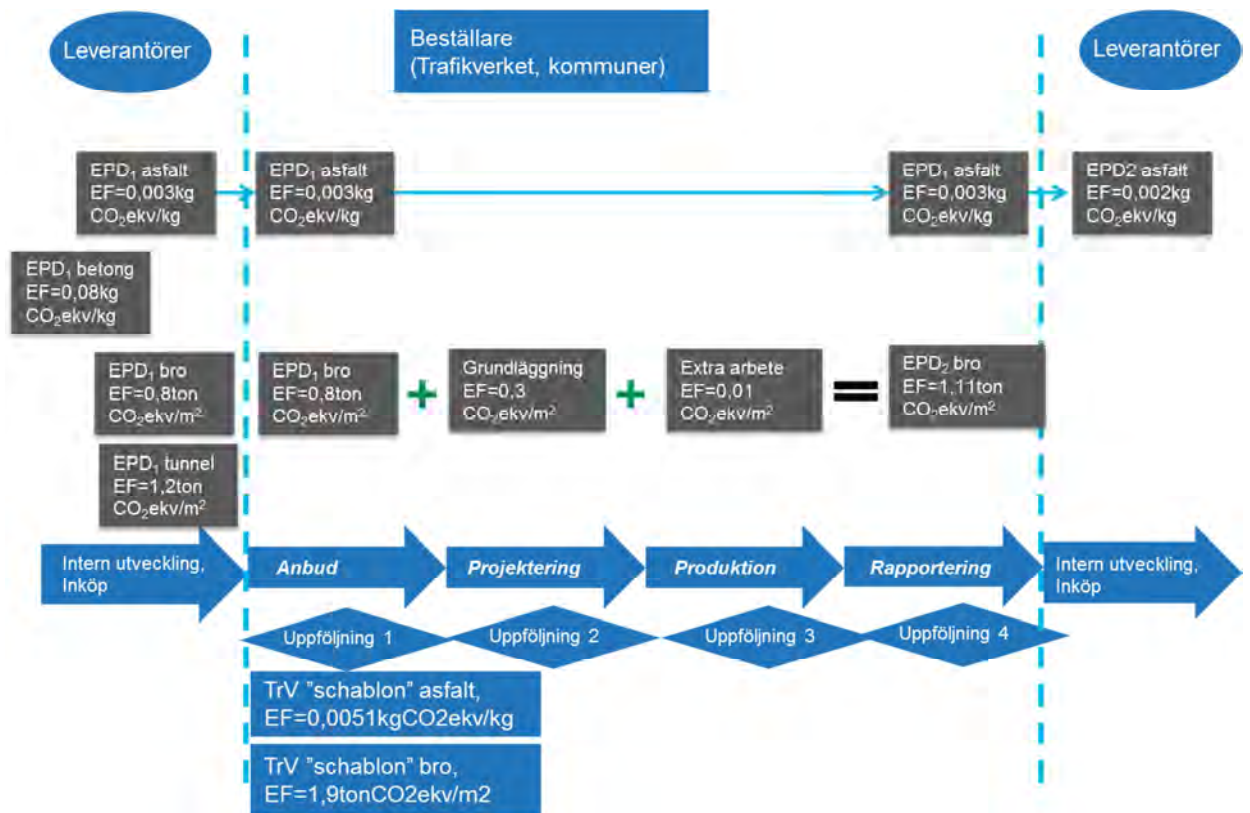 Leverantörer
Beställare
(Trafikverket, kommuner)
Leverantörer
EPD₁ asfalt
EF=0,003kg
CO₂ekv/kg
EPD₁ asfalt
EF=0,003kg
CO₂ekv/kg
EPD₁ asfalt
EF=0,003kg
CO₂ekv/kg
EPD2 asfalt
EF=0,002kg
CO₂ekv/kg
EPD₁ betong
EF=0,08kg
CO₂ekv/kg
EPD₁ bro
EF=0,8ton
CO₂ekv/m²
EPD₁ bro
EF=0,8ton
CO₂ekv/m²
+
Grundläggning
EF=0,3
CO₂ekv/m²
+
Extra arbete
EF=0,01
CO₂ekv/m²
=
EPD₂ bro
EF=1,11ton
CO₂ekv/m²
EPD₁ tunnel
EF=1,2ton
CO₂ekv/m²
Intern utveckling,
Inköp
Anbud
Projektering
Produktion
Rapportering
Intern utveckling,
Inköp
Uppföljning 1
Uppföljning 2
Uppföljning 3
Uppföljning 4
TrV "schablon" asfalt,
EF=0,0051kgCO2ekv/kg
TrV "schablon" bro,
EF=1,9tonCO2ekv/m2